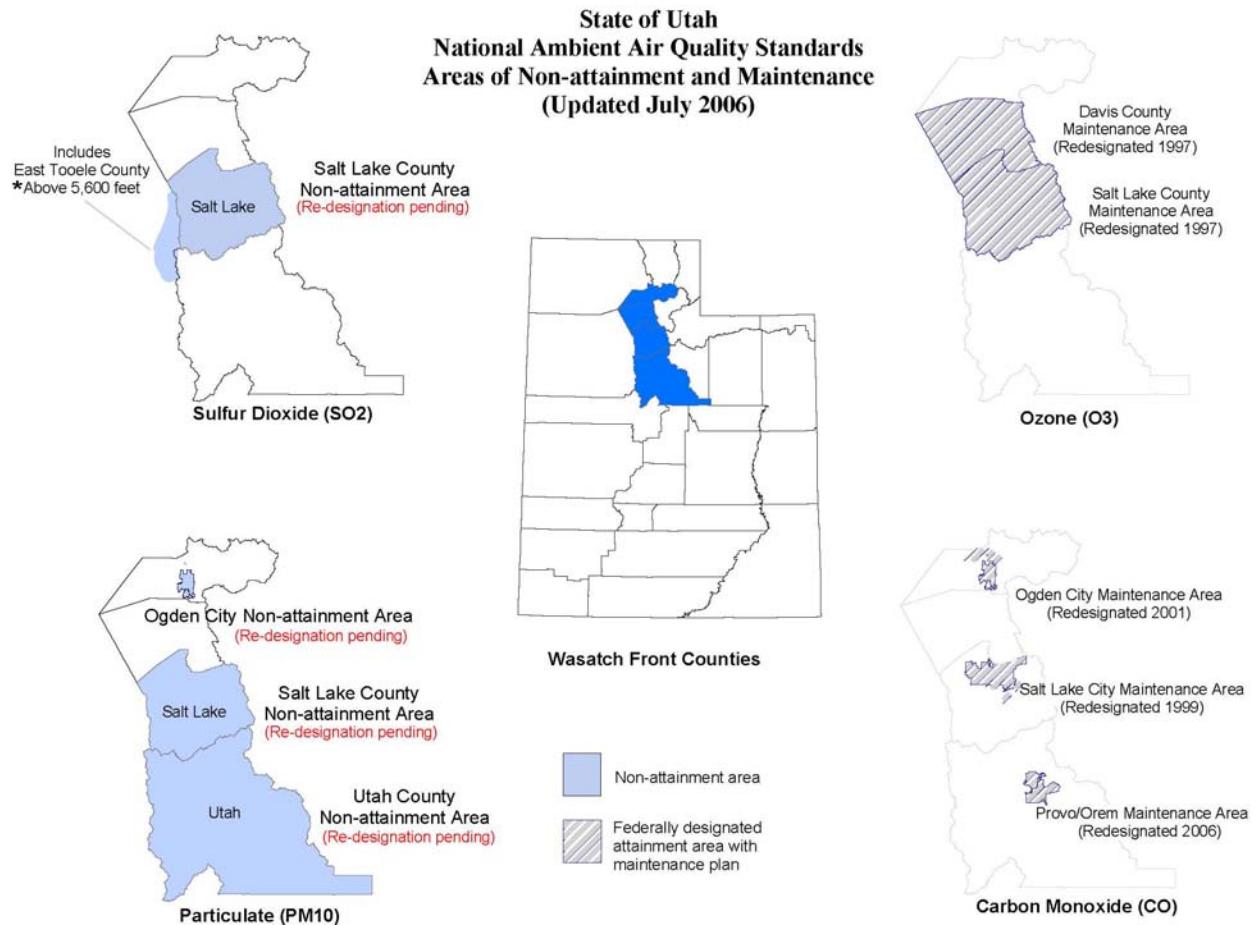 State of Utah
National Ambient Air Quality Standards
Areas of Non-attainment and Maintenance
(Updated July 2006)
Includes
East Tooele County
*Above 5,600 feet
Salt Lake
Salt Lake County
Non-attainment Area
(Re-designation pending)
Sulfur Dioxide (SO2)
Davis County
Maintenance Area
(Redesignated 1997)
Salt Lake County
Maintenance Area
(Redesignated 1997)
Ozone (O3)
Wasatch Front Counties
Ogden City Non-attainment Area
(Re-designation pending)
Salt Lake
Salt Lake County
Non-attainment Area
(Re-designation pending)
Utah
Utah County
Non-attainment Area
(Re-designation pending)
Particulate (PM10)
Non-attainment area
Federally designated
attainment area with
maintenance plan
Ogden City Maintenance Area
(Redesignated 2001)
Salt Lake City Maintenance Area
(Redesignated 1999)
Provo/Orem Maintenance Area
(Redesignated 2006)
Carbon Monoxide (CO)